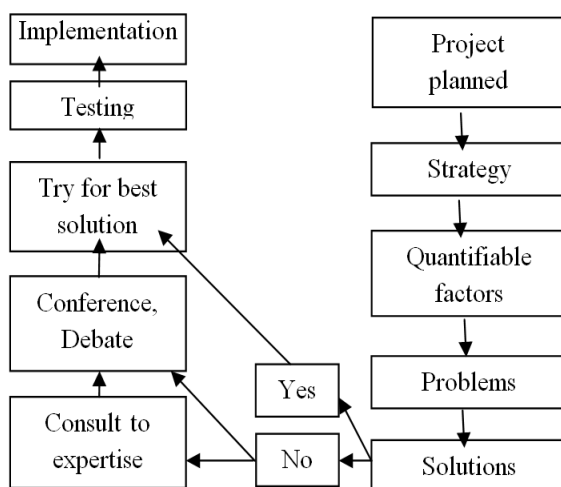 Implementation
Testing
Try for best
solution
Conference,
Debate
Consult to
expertise
Yes
No
Project
planned
Strategy
Quantifiable
factors
Problems
Solutions